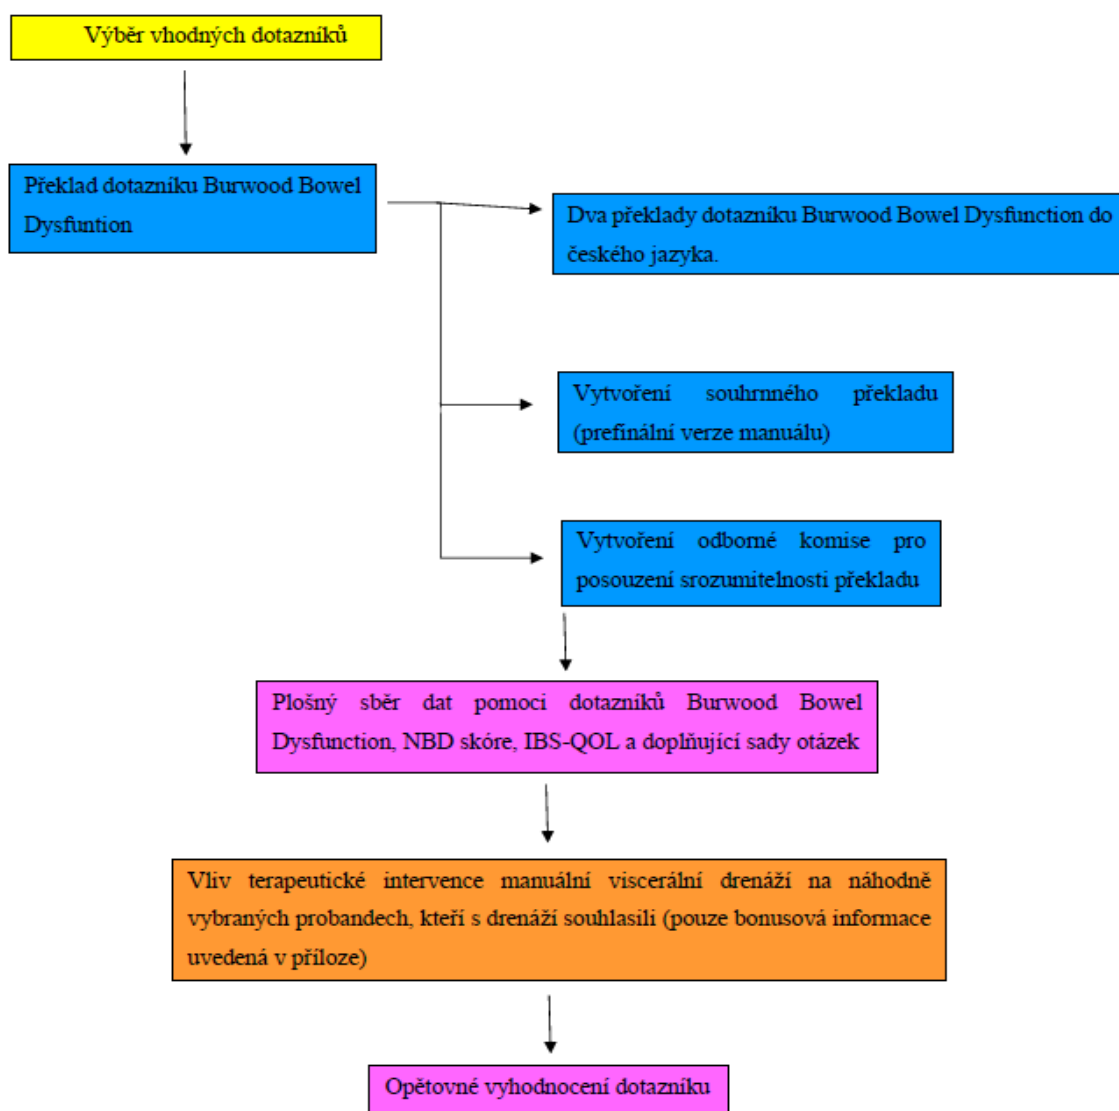 Výběr vhodných dotazníků
Překlad dotazníku Burwood Bowel
Dysfuntion
Dva překlady dotazníku Burwood Bowel Dysfunction do
českého jazyka.
Vytvoření souhrnného překladu
(prefinální verze manuálu)
Vytvoření odborné komise pro
posouzení srozumitelnosti překladu
Plošný sběr dat pomoci dotazníků Burwood Bowel
Dysfunction, NBD skóre, IBS-QOL a doplňující sady otázek
Vliv terapeutické intervence manuální viscerální drenáží na náhodně
vybraných probandech, kteří s drenáží souhlasili (pouze bonusová informace
uvedená v příloze)
Opětovné vyhodnocení dotazníku